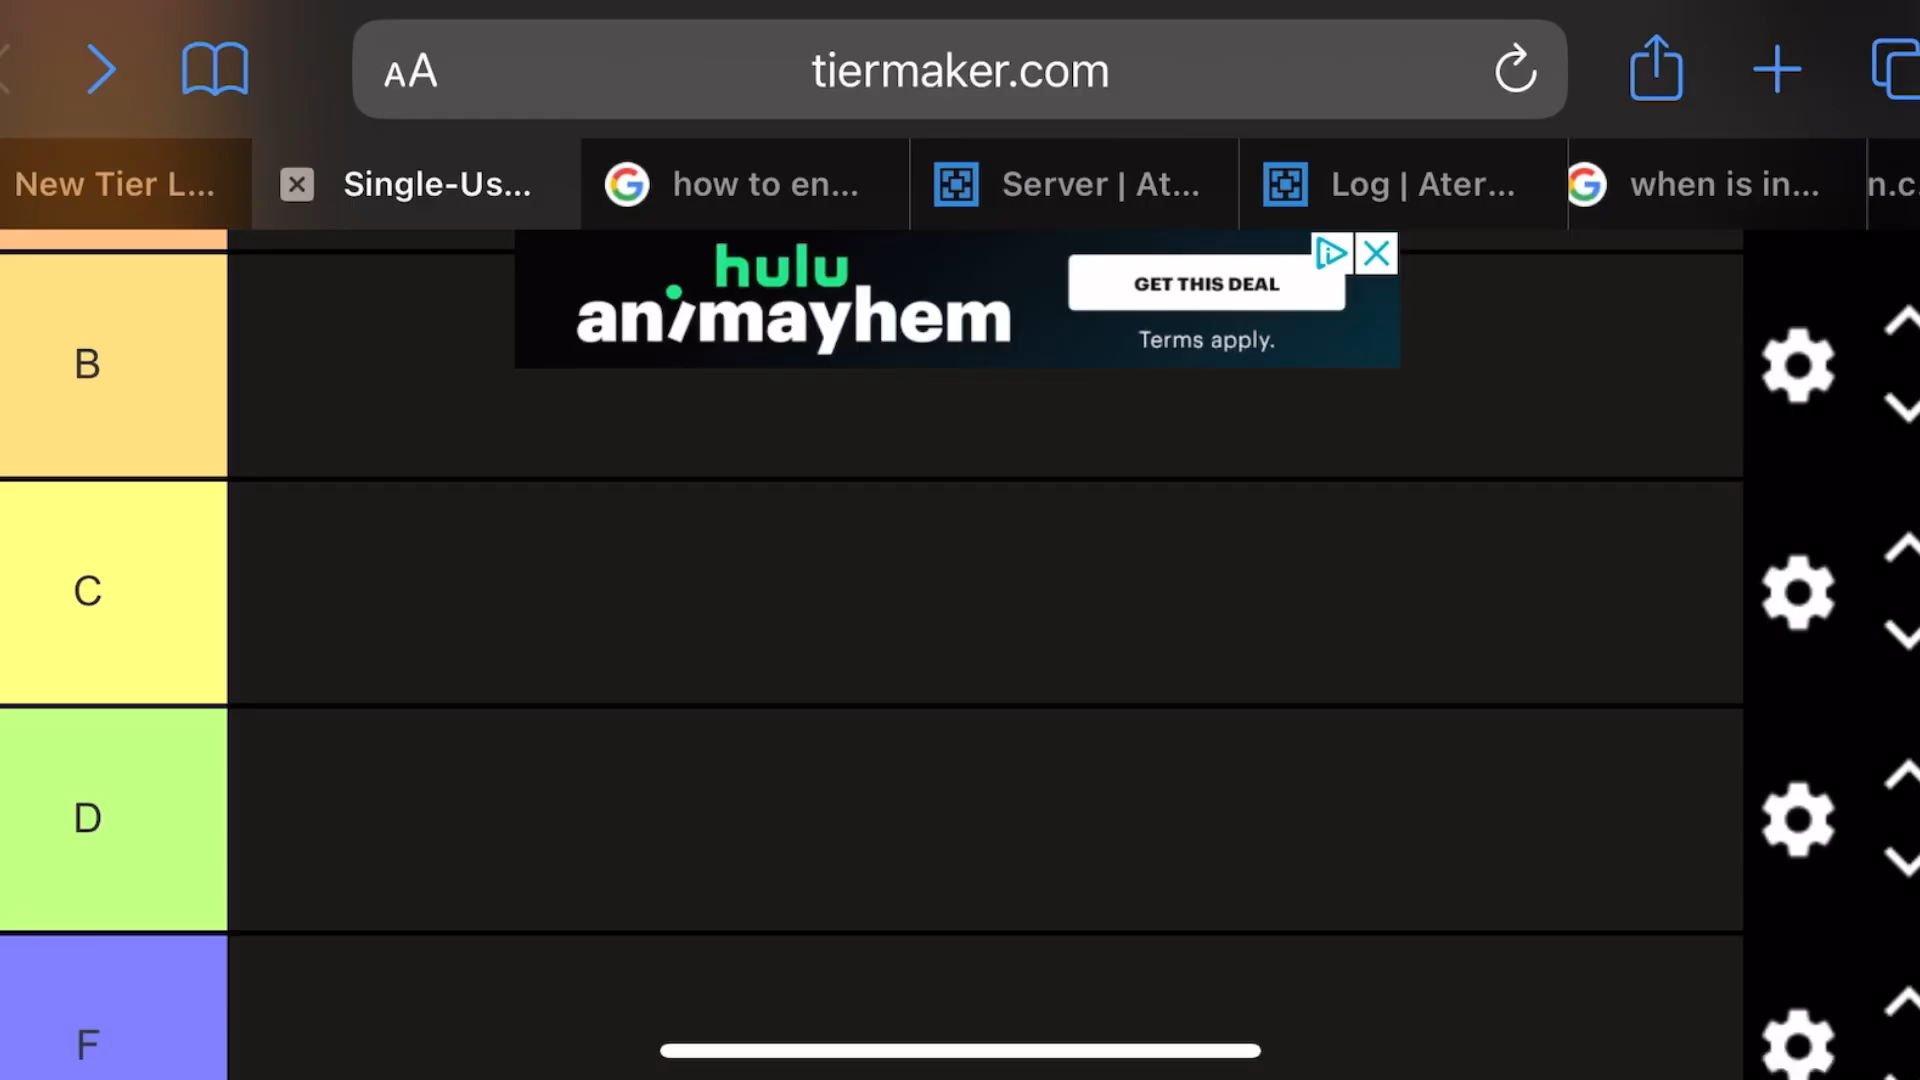 AA
tiermaker.com
New Tier L...
Single-Us...
how to en...
Server | At...
Log | Ater...
when is in...
n.c.
hulu
animayhem
GET THIS DEAL
Terms apply.
B
C
D
F